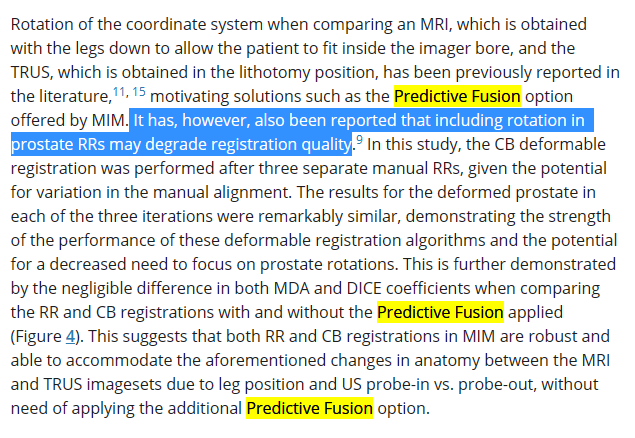 Rotation of the coordinate system when comparing an MRI, which is obtained
with the legs down to allow the patient to fit inside the imager bore, and the
TRUS, which is obtained in the lithotomy position, has been previously reported in
the literature,11, 15 motivating solutions such as the Predictive Fusion option
offered by MIM. It has, however, also been reported that including rotation in
prostate RRs may degrade registration quality.9 In this study, the CB deformable
registration was performed after three separate manual RRs, given the potential
for variation in the manual alignment. The results for the deformed prostate in
each of the three iterations were remarkably similar, demonstrating the strength
of the performance of these deformable registration algorithms and the potential
for a decreased need to focus on prostate rotations. This is further demonstrated
by the negligible difference in both MDA and DICE coefficients when comparing
the RR and CB registrations with and without the Predictive Fusion applied
(Figure 4). This suggests that both RR and CB registrations in MIM are robust and
able to accommodate the aforementioned changes in anatomy between the MRI
and TRUS imagesets due to leg position and US probe-in vs. probe-out, without
need of applying the additional Predictive Fusion option.